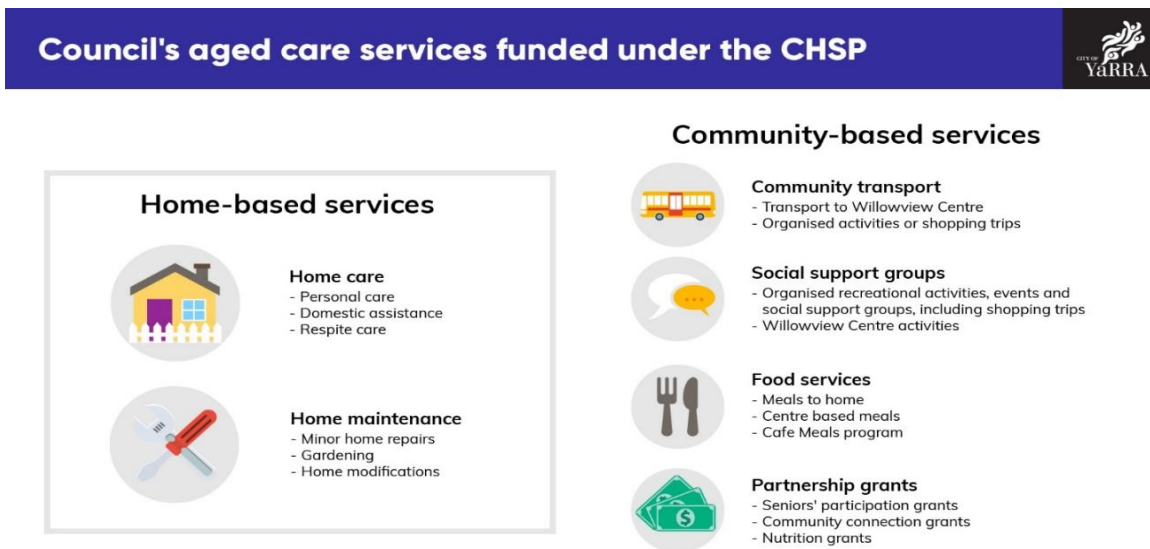 Council's aged care services funded under the CHSP
CITY OF
YaRRA
Home-based services
Home care
- Personal care
- Domestic assistance
- Respite care
Home maintenance
- Minor home repairs
- Gardening
- Home modifications
Community-based services
Community transport
- Transport to Willowview Centre
- Organised activities or shopping trips
Social support groups
- Organised recreational activities, events and
social support groups, including shopping trips
- Willowview Centre activities
Food services
- Meals to home
- Centre based meals
- Cafe Meals program
Partnership grants
- Seniors' participation grants
- Community connection grants
- Nutrition grants